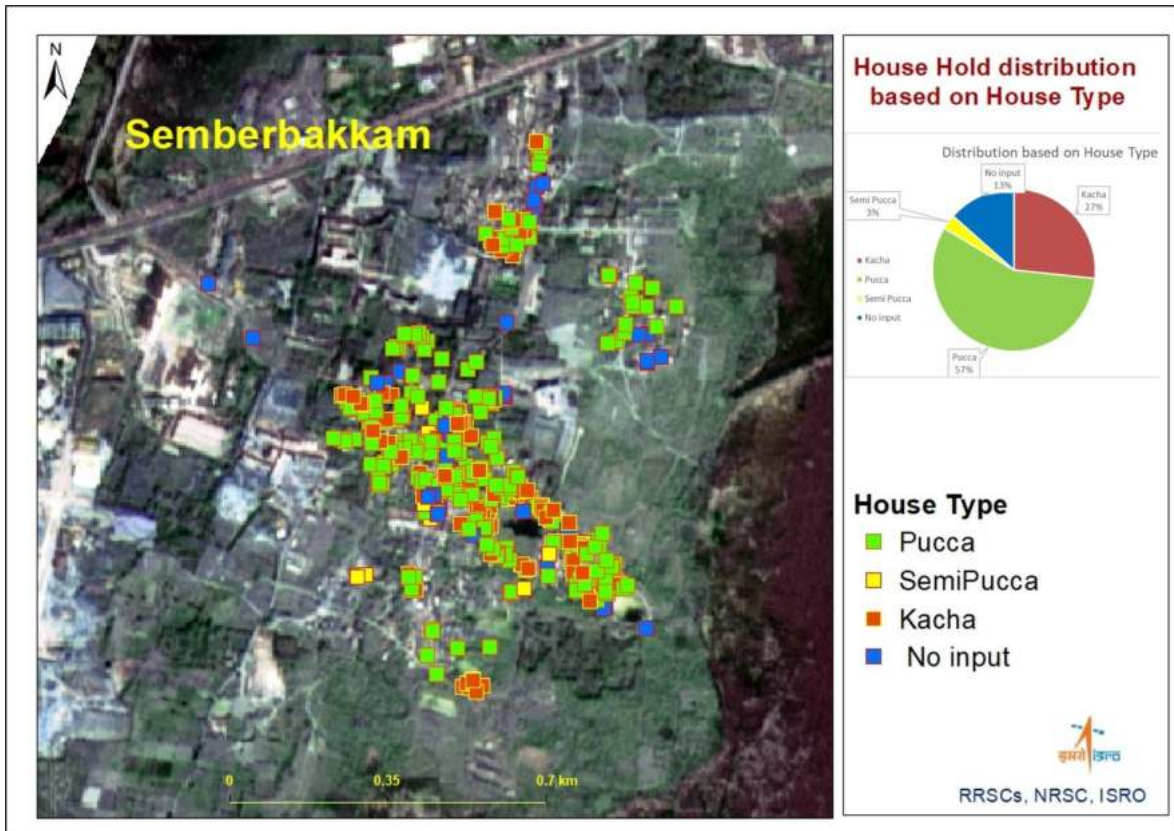 N
Semberbakkam
0 0.35 0.7 km
House Hold distribution
based on House Type
Distribution based on House Type
No input
13%
Kacha
27%
Semi Pucca
3%
Kacha
Pucca
Semi Pucca
No input
Pucca
57%
House Type
Pucca
SemiPucca
Kacha
No input
इसरो isro
RRSCs, NRSC, ISRO